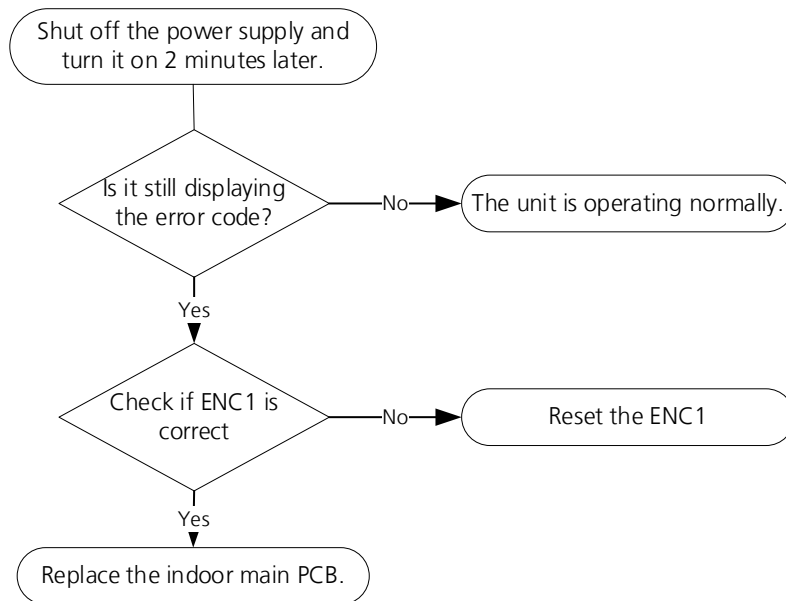 Shut off the power supply and
turn it on 2 minutes later.
Is it still displaying
the error code?
No
The unit is operating normally.
Yes
Check if ENC1 is
correct
No
Reset the ENC1
Yes
Replace the indoor main PCB.